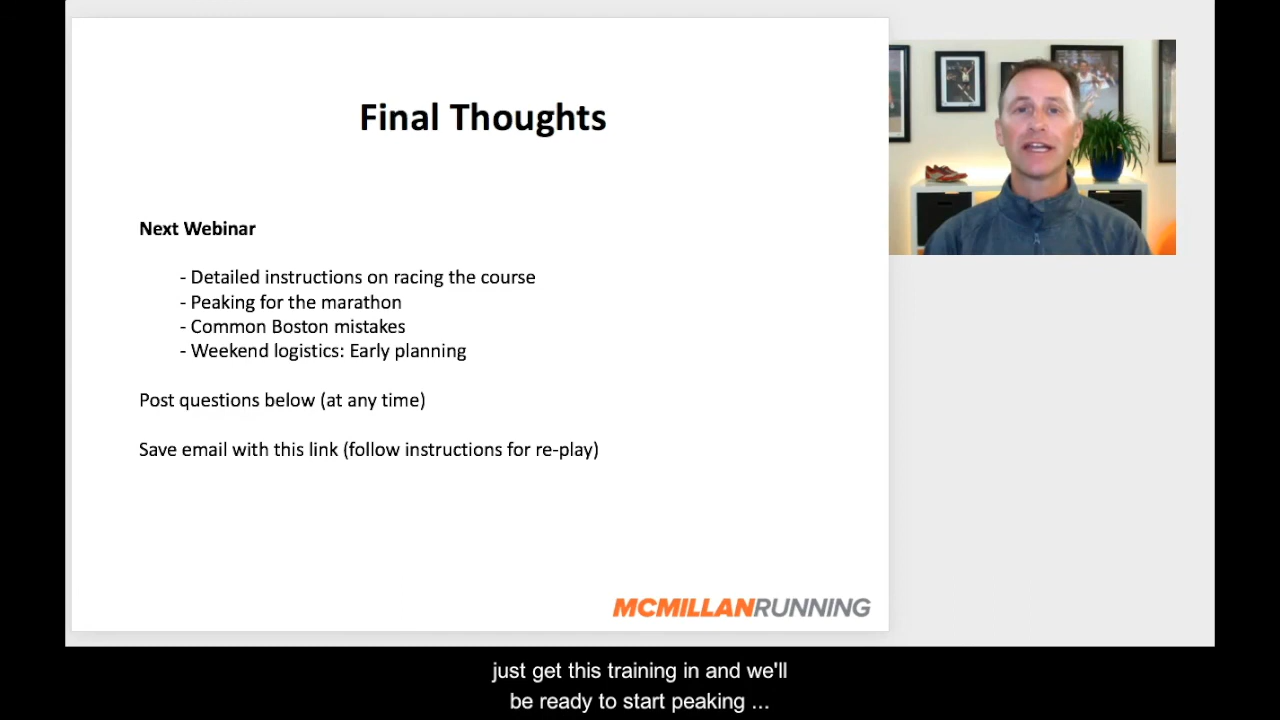 Final Thoughts
Next Webinar
- Detailed instructions on racing the course
- Peaking for the marathon
- Common Boston mistakes
- Weekend logistics: Early planning
Post questions below (at any time)
Save email with this link (follow instructions for re-play)
MCMILLANRUNNING
just get this training in and we'll
be ready to start peaking ...